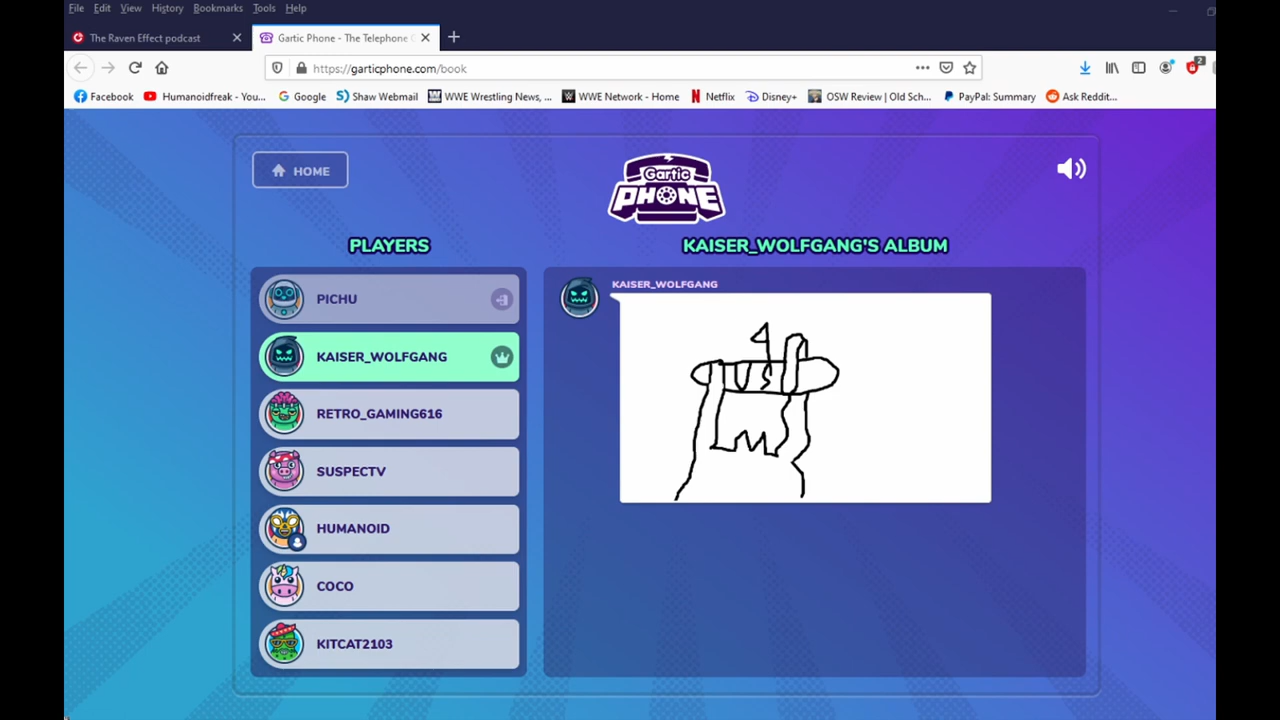 File Edit View History Bookmarks Tools Help
The Raven Effect podcast
Gartic Phone - The Telephone G
https://garticphone.com/book
Facebook Humanoidfreak - You... Google Shaw Webmail WWE Wrestling News, ... WWE Network - Home Netflix Disney+ OSW Review | Old Sch... PayPal: Summary Ask Reddit...
2
HOME
Gartic
PHONE
PLAYERS
KAISER_WOLFGANG'S ALBUM
PICHU
KAISER_WOLFGANG
RETRO_GAMING616
SUSPECTV
HUMANOID
COCO
KITCAT2103
KAISER_WOLFGANG